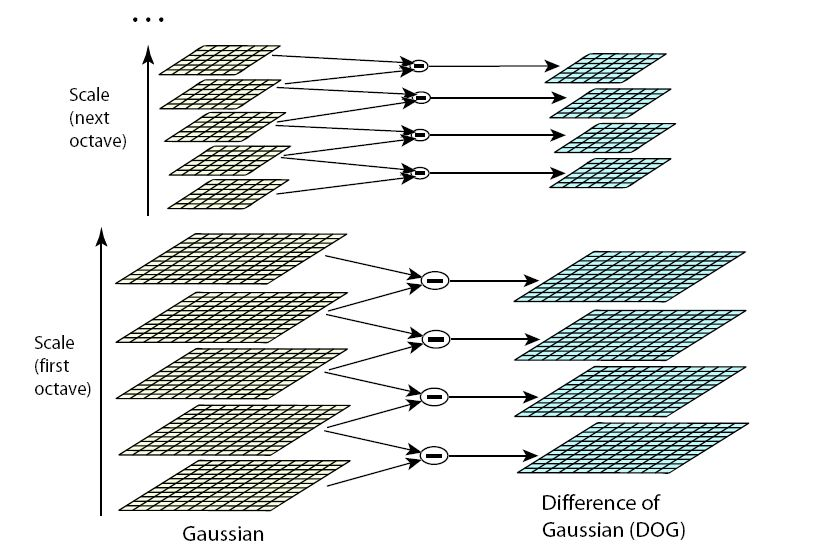 ...
Scale
(next
octave)
Scale
(first
octave)
Gaussian
Difference of
Gaussian (DOG)